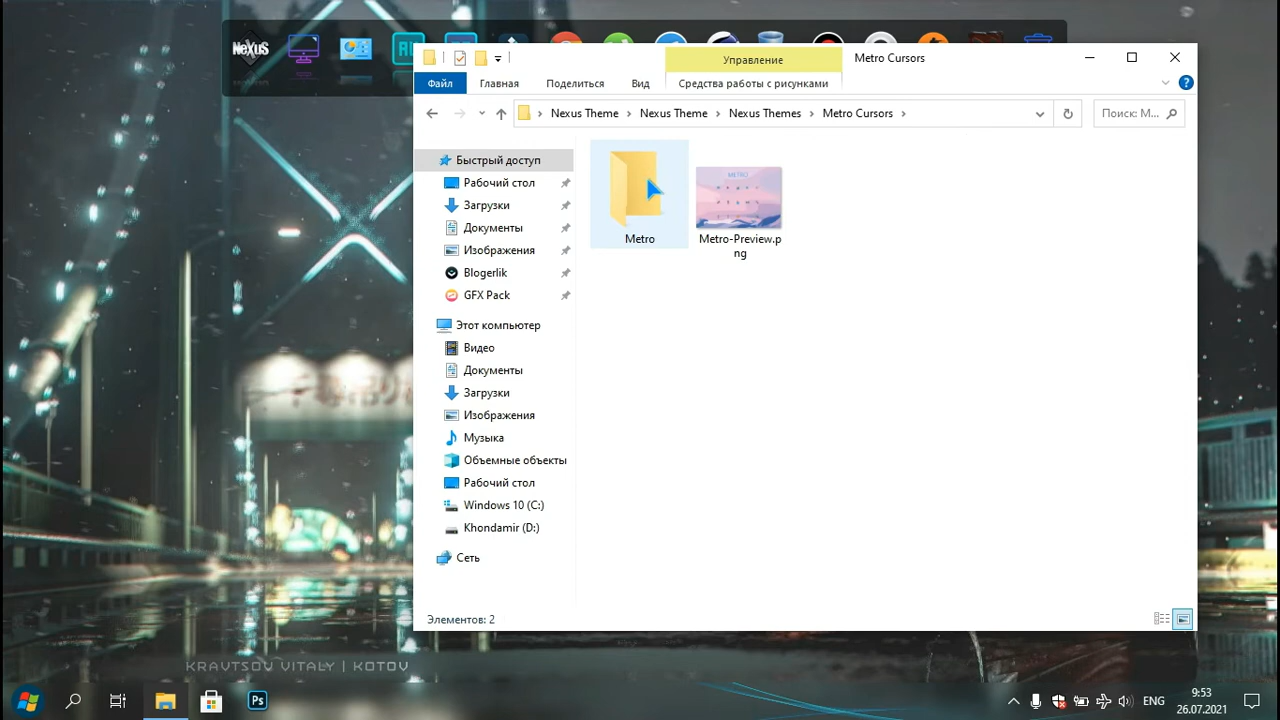 NeXuS
Управление
Metro Cursors
Файл
Главная
Поделиться
Вид
Средства работы с рисунками
Nexus Theme
Nexus Theme
Nexus Themes
Metro Cursors
Поиск: M...
Быстрый доступ
Рабочий стол
Загрузки
Документы
Изображения
Blogerlik
GFX Pack
Этот компьютер
Видео
Документы
Загрузки
Изображения
Музыка
Объемные объекты
Рабочий стол
Windows 10 (C:)
Khondamir (D:)
Сеть
Metro
METRO
Metro-Preview.p
ng
Элементов: 2
KRAVTSOV VITALY | KOTOV
Ps
ENG
9:53
26.07.2021